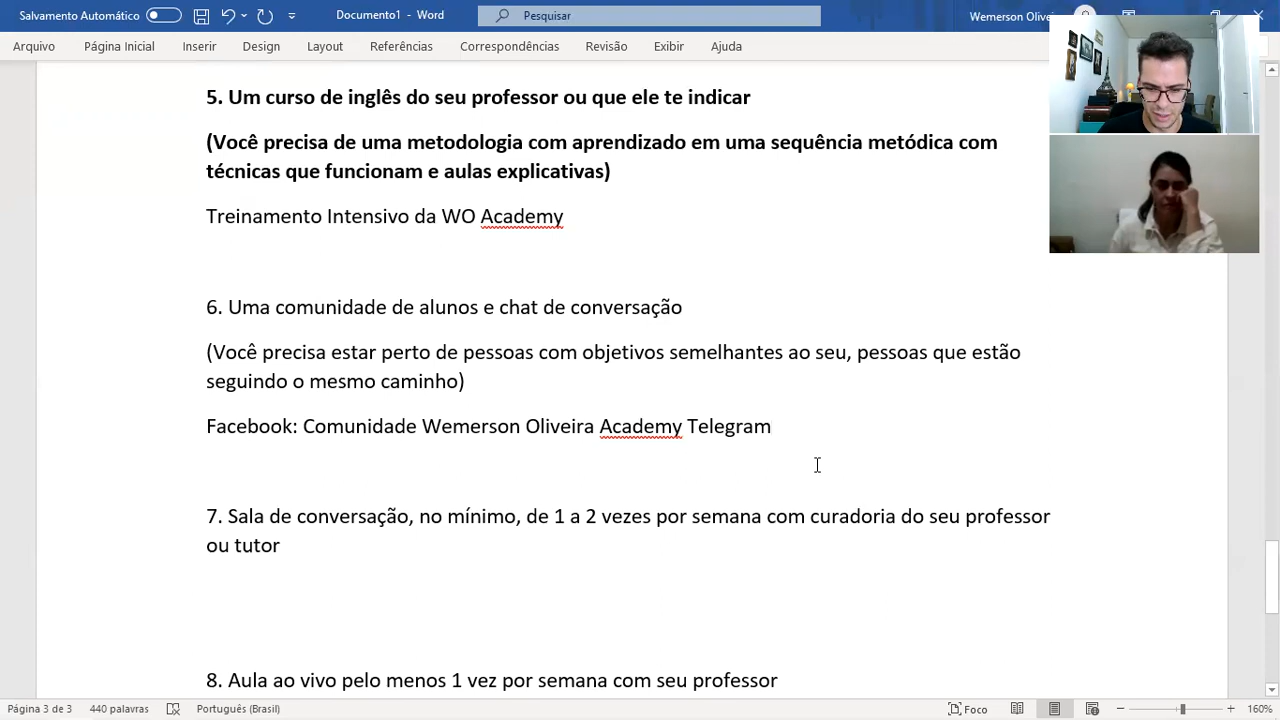 Salvamento Automático
Documento1 - Word
Pesquisar
Wemerson Oliv
Arquivo
Página Inicial
Inserir
Design
Layout
Referências
Correspondências
Revisão
Exibir
Ajuda
5. Um curso de inglês do seu professor ou que ele te indicar
(Você precisa de uma metodologia com aprendizado em uma sequência metódica com
técnicas que funcionam e aulas explicativas)
Treinamento Intensivo da WO Academy
6. Uma comunidade de alunos e chat de conversação
(Você precisa estar perto de pessoas com objetivos semelhantes ao seu, pessoas que estão
seguindo o mesmo caminho)
Facebook: Comunidade Wemerson Oliveira Academy Telegram
7. Sala de conversação, no mínimo, de 1 a 2 vezes por semana com curadoria do seu professor
ou tutor
8. Aula ao vivo pelo menos 1 vez por semana com seu professor
Página 3 de 3
440 palavras
Português (Brasil)
Foco
160%